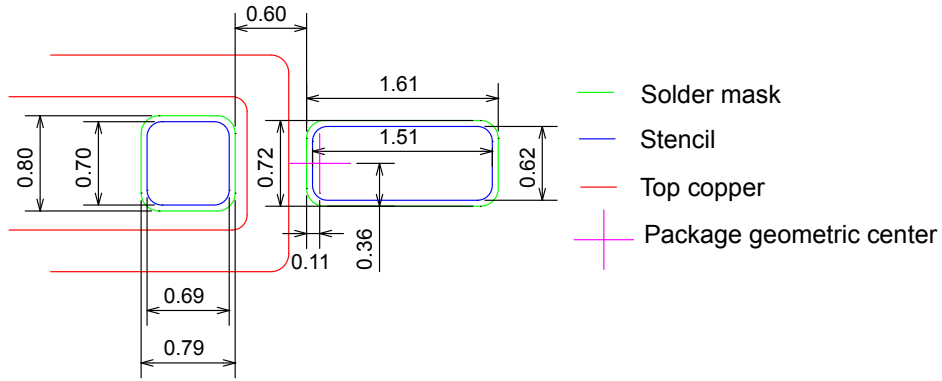 0.60
1.61
Solder mask
1.51
Stencil
0.80
0.70
0.72
0.62
Top copper
Package geometric center
0.11
0.36
0.69
0.79